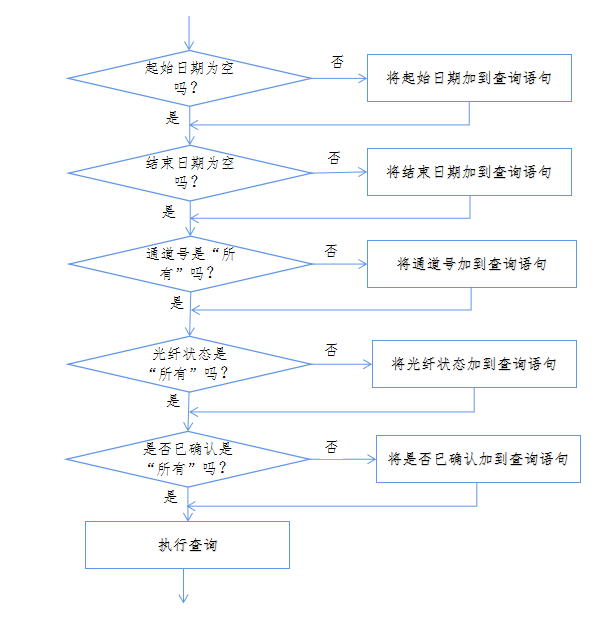 起始日期为空
吗？
否
将起始日期加到查询语句
是
结束日期为空
吗？
否
将结束日期加到查询语句
是
通道号是“所
有”吗？
否
将通道号加到查询语句
是
光纤状态是
“所有”吗？
否
将光纤状态加到查询语句
是
是否已确认是
“所有”吗？
否
将是否已确认加到查询语句
是
执行查询